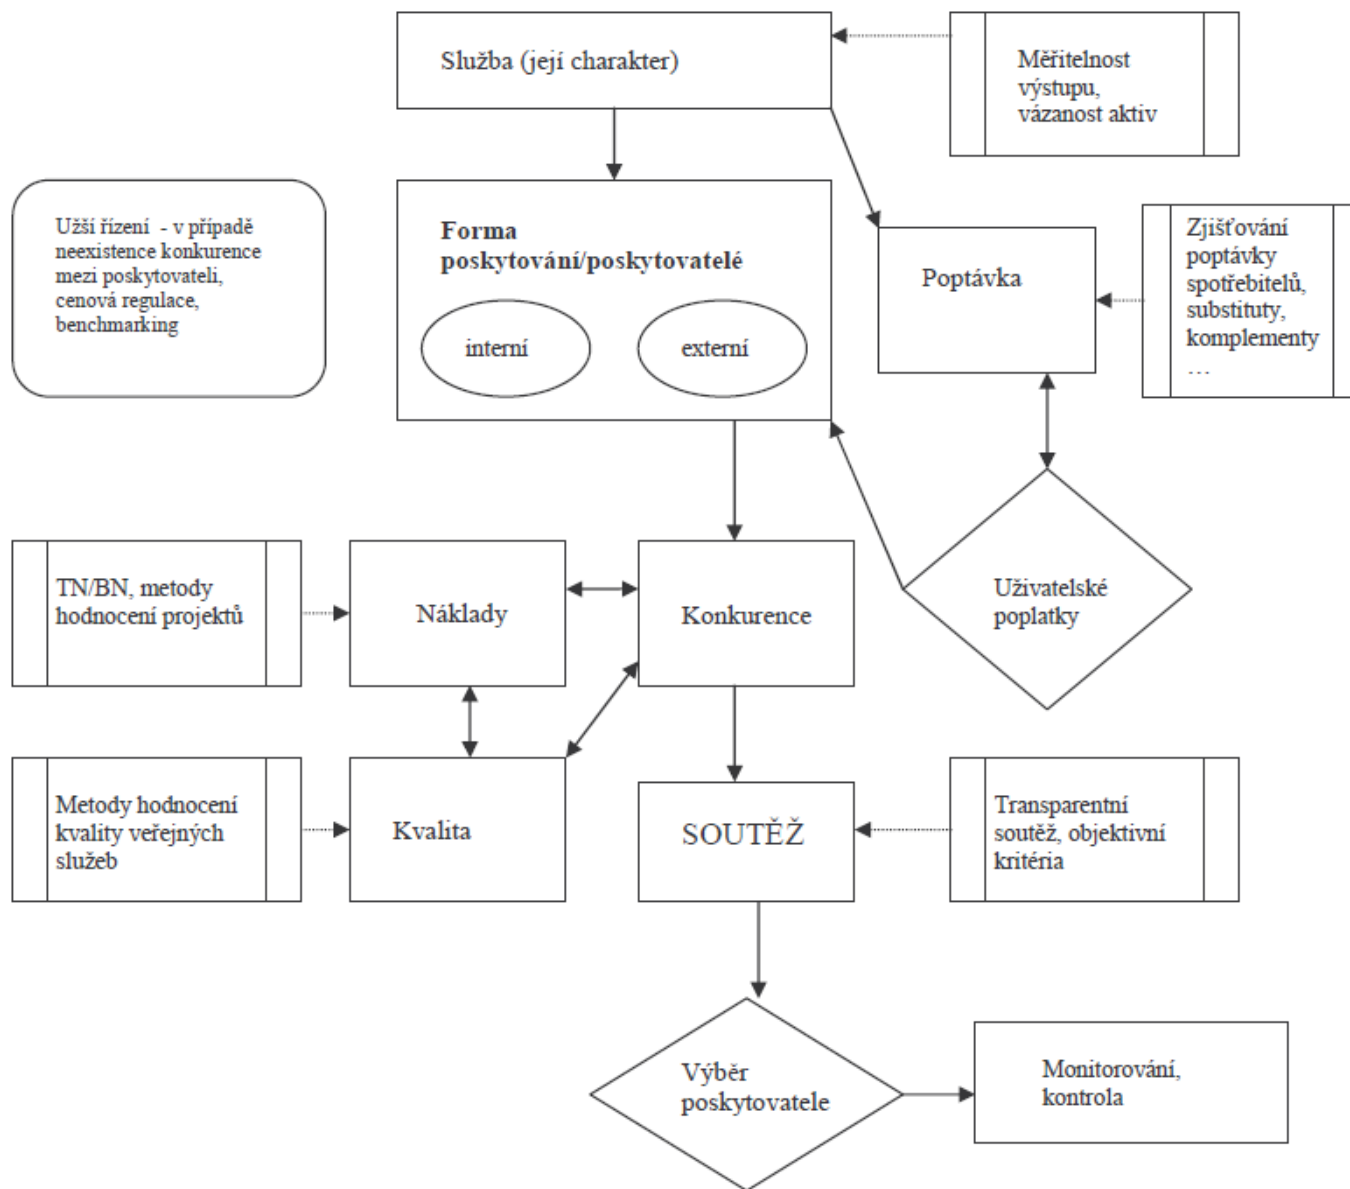 Služba (její charakter)
Měřitelnost
výstupu,
vázanost aktiv
Užší řízení - v případě
neexistence konkurence
mezi poskytovateli,
cenová regulace,
benchmarking
Forma
poskytování/poskytovatelé
interní
externí
Poptávka
Zjišťování
poptávky
spotřebitelů,
substituty,
komplementy
…
TN/BN, metody
hodnocení projektů
Náklady
Konkurence
Uživatelské
poplatky
Metody hodnocení
kvality veřejných
služeb
Kvalita
SOUTĚŽ
Transparentní
soutěž, objektivní
kritéria
Výběr
poskytovatele
Monitorování,
kontrola